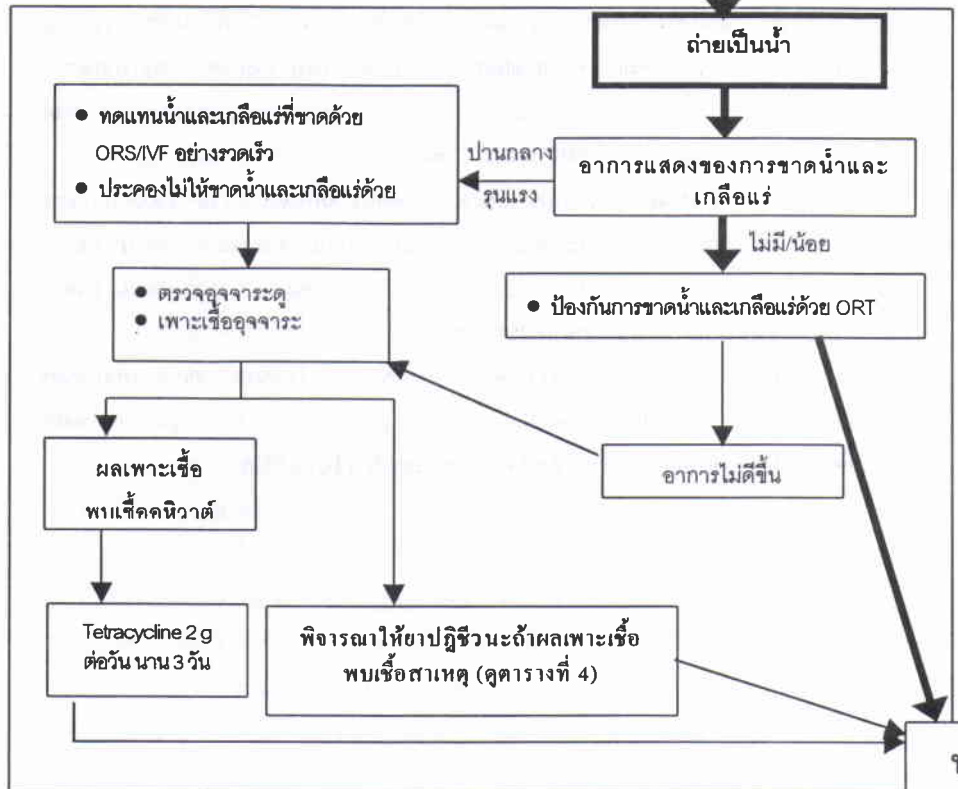 ถ่ายเป็นน้ำ
อาการแสดงของการขาดน้ำและ
เกลือแร่
ปานกลาง
รุนแรง
● ทดแทนน้ำและเกลือแร่ที่ขาดด้วย
ORS/IVF อย่างรวดเร็ว
● ประคองไม่ให้ขาดน้ำและเกลือแร่ด้วย
ไม่มี/น้อย
● ตรวจอุจจาระดู
● เพาะเชื้ออุจจาระ
● ป้องกันการขาดน้ำและเกลือแร่ด้วย ORT
อาการไม่ดีขึ้น
ผลเพาะเชื้อ
พบเชื้ออหิวาต์
Tetracycline 2 g
ต่อวัน นาน 3 วัน
พิจารณาให้ยาปฏิชีวนะถ้าผลเพาะเชื้อ
พบเชื้อสาเหตุ (ดูตารางที่ 4)